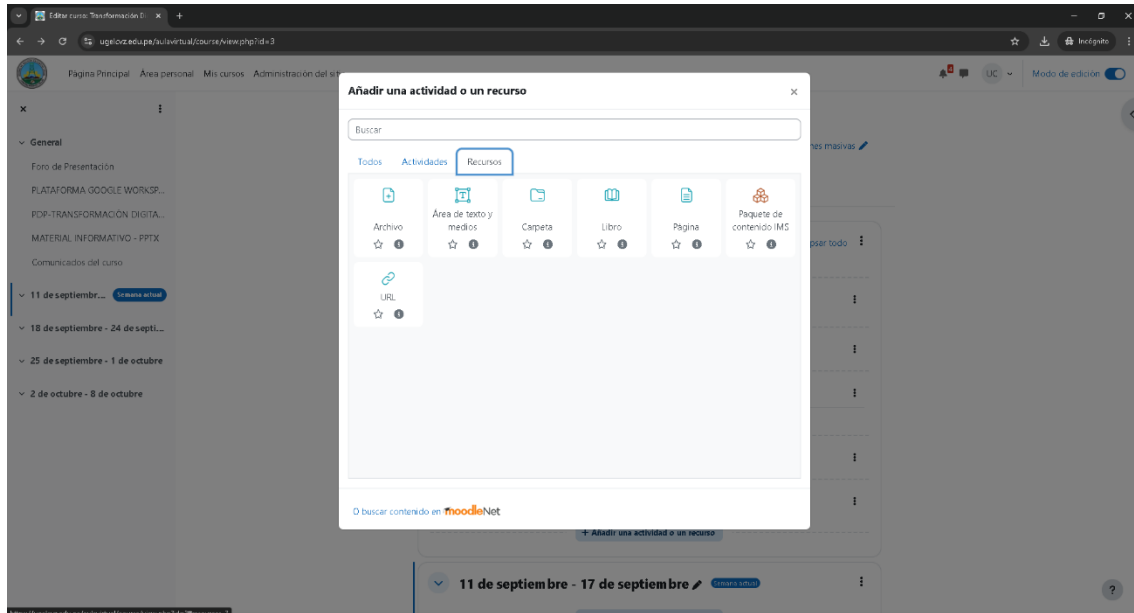 Editar curso: Transformación Di
ugelcvz.edu.pe/aulavirtual/course/view.php?id=3
Incógnito
Página Principal Área personal Mis cursos Administración del siti
UC
Modo de edición
Añadir una actividad o un recurso
Buscar
Todos Actividades Recursos
Archivo
Área de texto y medios
Carpeta
Libro
Página
Paquete de contenido IMS
URL
O buscar contenido en moodleNet
General
Foro de Presentación
PLATAFORMA GOOGLE WORKSP...
PDP-TRANSFORMACIÓN DIGITA...
MATERIAL INFORMATIVO - PPTX
Comunicados del curso
11 de septiembr... Semana actual
18 de septiembre - 24 de septi...
25 de septiembre - 1 de octubre
2 de octubre - 8 de octubre
nes masivas
psar todo
+ Añadir una actividad o un recurso
11 de septiembre - 17 de septiembre Semana actual
?